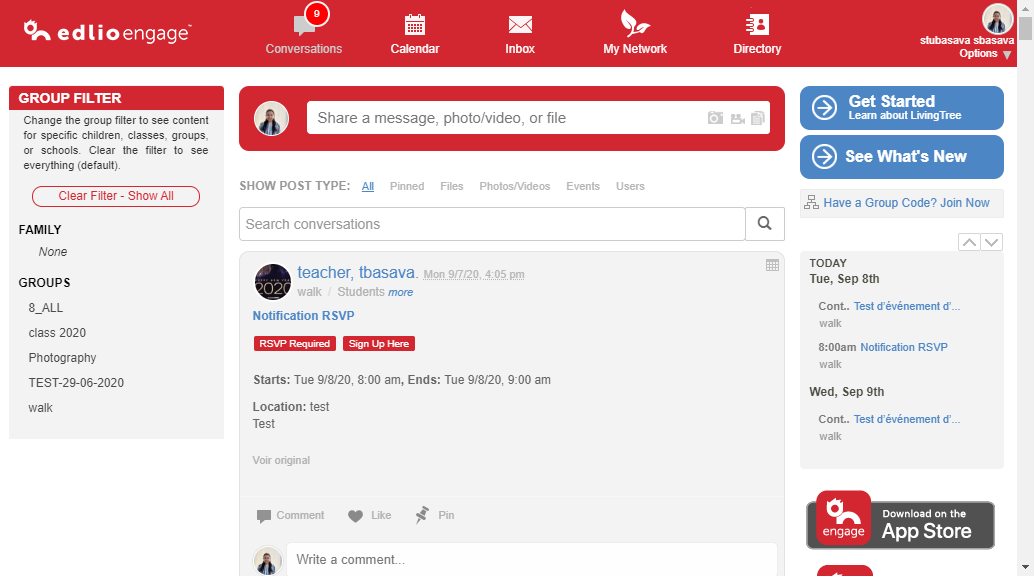 edlio engage
9
Conversations
Calendar
Inbox
My Network
Directory
stubasava sbasava
Options ▼
GROUP FILTER
Change the group filter to see content
for specific children, classes, groups,
or schools. Clear the filter to see
everything (default).
Clear Filter - Show All
FAMILY
None
GROUPS
8_ALL
class 2020
Photography
TEST-29-06-2020
walk
Share a message, photo/video, or file
SHOW POST TYPE: All Pinned Files Photos/Videos Events Users
Search conversations
2020
teacher, tbasava. Mon 9/7/20, 4:05 pm
walk / Students more
Notification RSVP
RSVP Required Sign Up Here
Starts: Tue 9/8/20, 8:00 am, Ends: Tue 9/8/20, 9:00 am
Location: test
Test
Voir original
Comment Like Pin
Write a comment...
Get Started
Learn about LivingTree
See What's New
Have a Group Code? Join Now
TODAY
Tue, Sep 8th
Cont.. Test d'événement d'...
walk
8:00am Notification RSVP
walk
Wed, Sep 9th
Cont.. Test d'événement d'...
walk
engage
Download on the
App Store